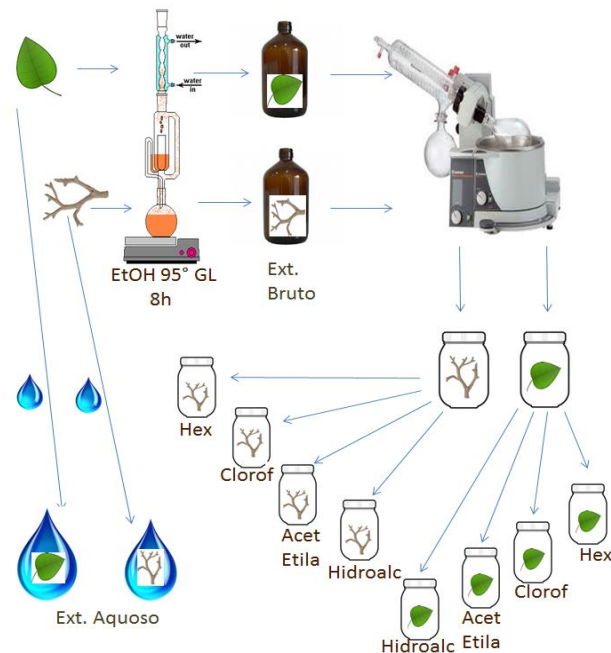 water
out
water
in
EtOH 95° GL
8h
Ext.
Bruto
Hex
Clorof
Acet
Etila
Hidroalc
Hex
Clorof
Acet
Etila
Hidroalc
Ext. Aquoso